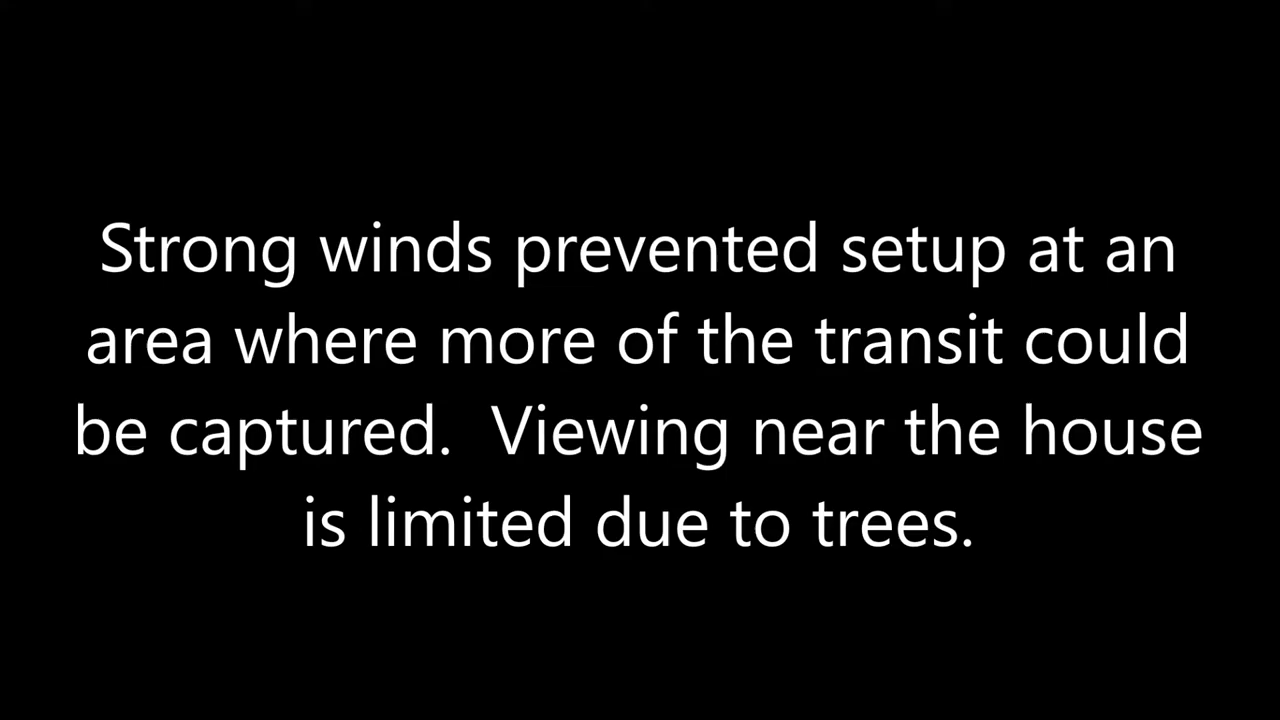 Strong winds prevented setup at an
area where more of the transit could
be captured.  Viewing near the house
is limited due to trees.